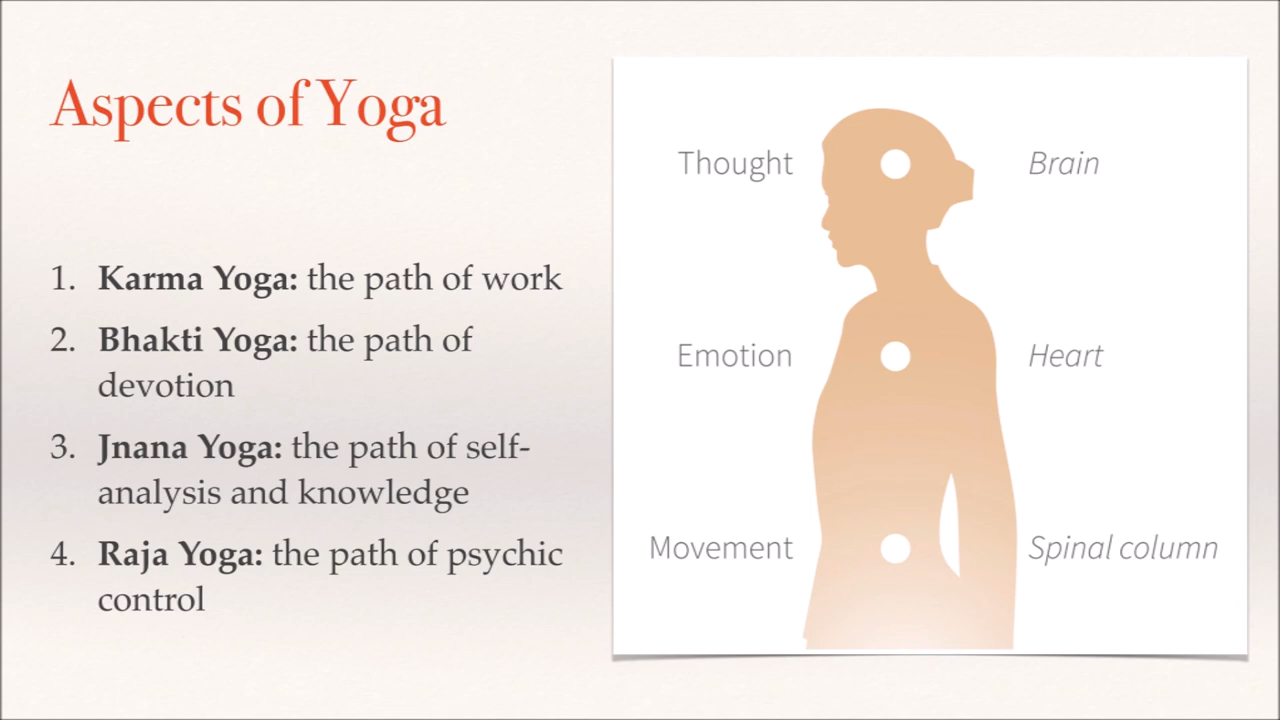 Aspects of Yoga
1. Karma Yoga: the path of work
2. Bhakti Yoga: the path of
devotion
3. Jnana Yoga: the path of self-
analysis and knowledge
4. Raja Yoga: the path of psychic
control
Thought
Brain
Emotion
Heart
Movement
Spinal column